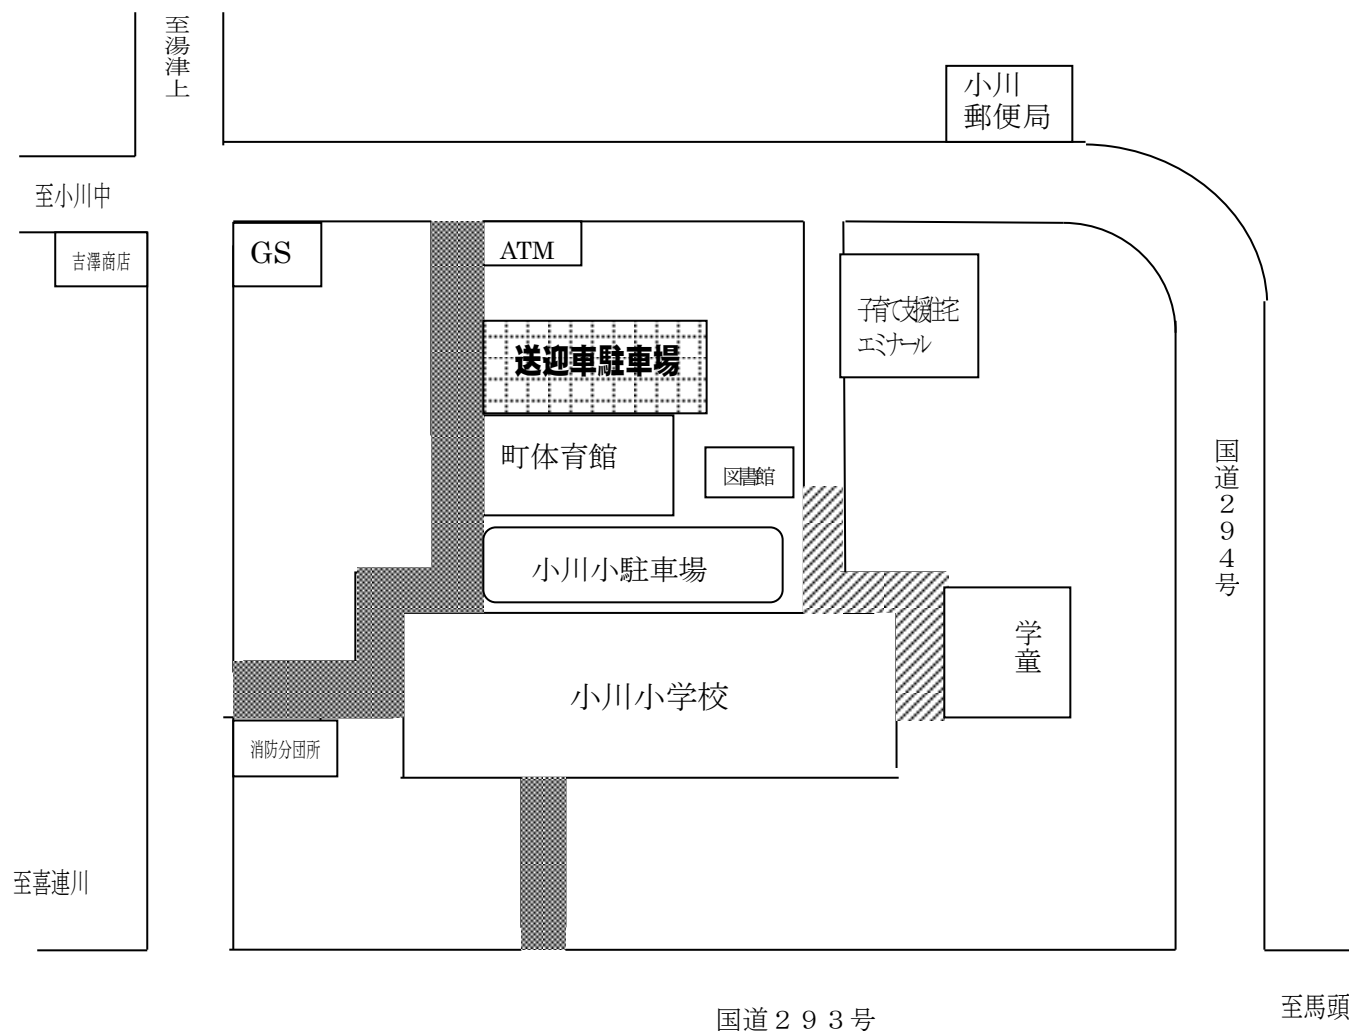 至湯津上
小川
郵便局
至小川中
吉澤商店
GS
ATM
子育て支援住宅
エミナール
送迎車駐車場
町体育館
図書館
国道２９４号
小川小駐車場
学童
小川小学校
消防分団所
至喜連川
国道２９３号
至馬頭